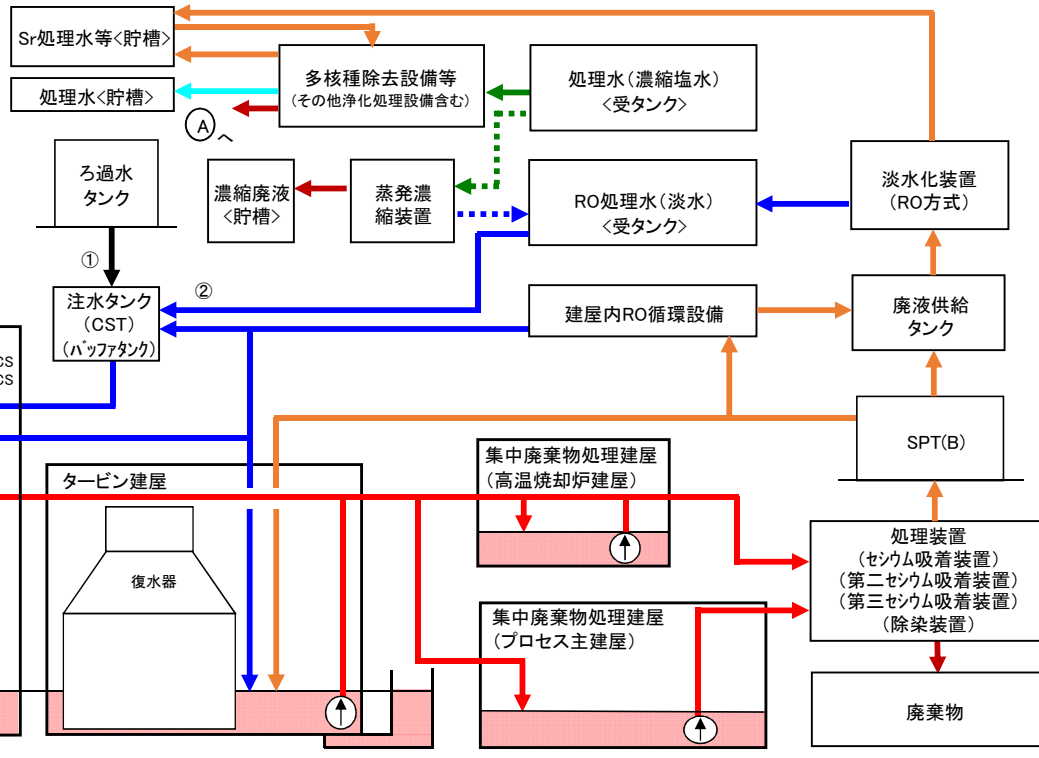 Sr処理水等<貯槽>
処理水<貯槽>
多核種除去設備等
(その他浄化処理設備含む)
A
へ
処理水(濃縮塩水)
<受タンク>
ろ過水
タンク
濃縮廃液
<貯槽>
蒸発濃
縮装置
RO処理水(淡水)
<受タンク>
淡水化装置
(RO方式)
①
②
注水タンク
(CST)
(バッファタンク)
建屋内RO循環設備
廃液供給
タンク
CS
CS
SPT(B)
タービン建屋
復水器
集中廃棄物処理建屋
(高温焼却炉建屋)
集中廃棄物処理建屋
(プロセス主建屋)
処理装置
(セシウム吸着装置)
(第二セシウム吸着装置)
(第三セシウム吸着装置)
(除染装置)
廃棄物